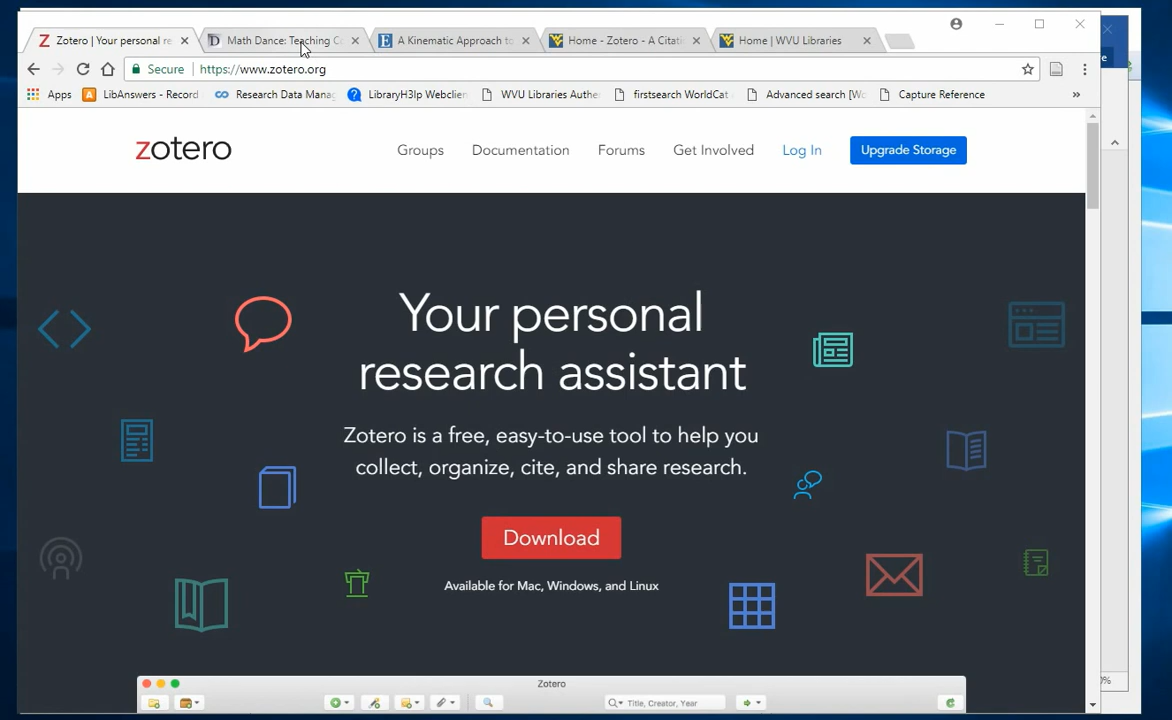 Zotero | Your personal re
Math Dance: Teaching C
A Kinematic Approach to
Home - Zotero - A Citati
Home | WVU Libraries
Secure https://www.zotero.org
Apps
LibAnswers - Record
Research Data Mana
LibraryH3lp Webclien
WVU Libraries Authe
firstsearch WorldCat
Advanced search [Wo
Capture Reference
»
zotero
Groups
Documentation
Forums
Get Involved
Log In
Upgrade Storage
Your personal
research assistant
Zotero is a free, easy-to-use tool to help you
collect, organize, cite, and share research.
Download
Available for Mac, Windows, and Linux
Zotero
Title, Creator, Year